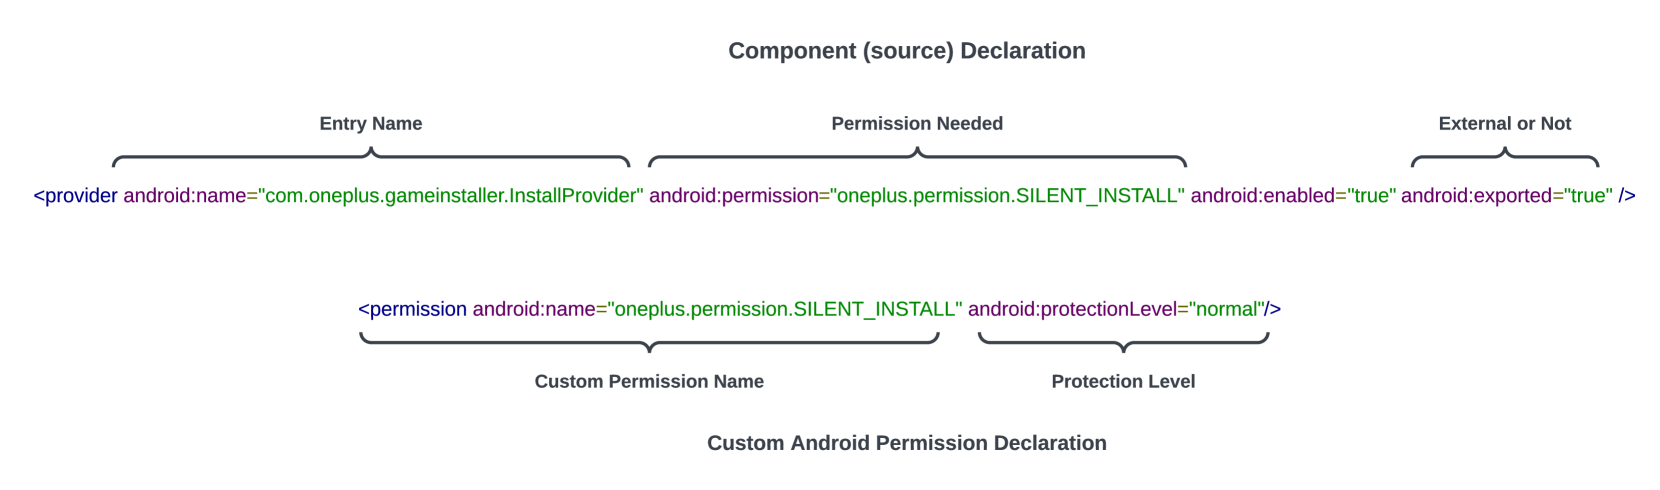 Component (source) Declaration
Entry Name Permission Needed External or Not
<provider android:name="com.oneplus.gameinstaller.InstallProvider" android:permission="oneplus.permission.SILENT_INSTALL" android:enabled="true" android:exported="true" />
<permission android:name="oneplus.permission.SILENT_INSTALL" android:protectionLevel="normal"/>
Custom Permission Name Protection Level
Custom Android Permission Declaration